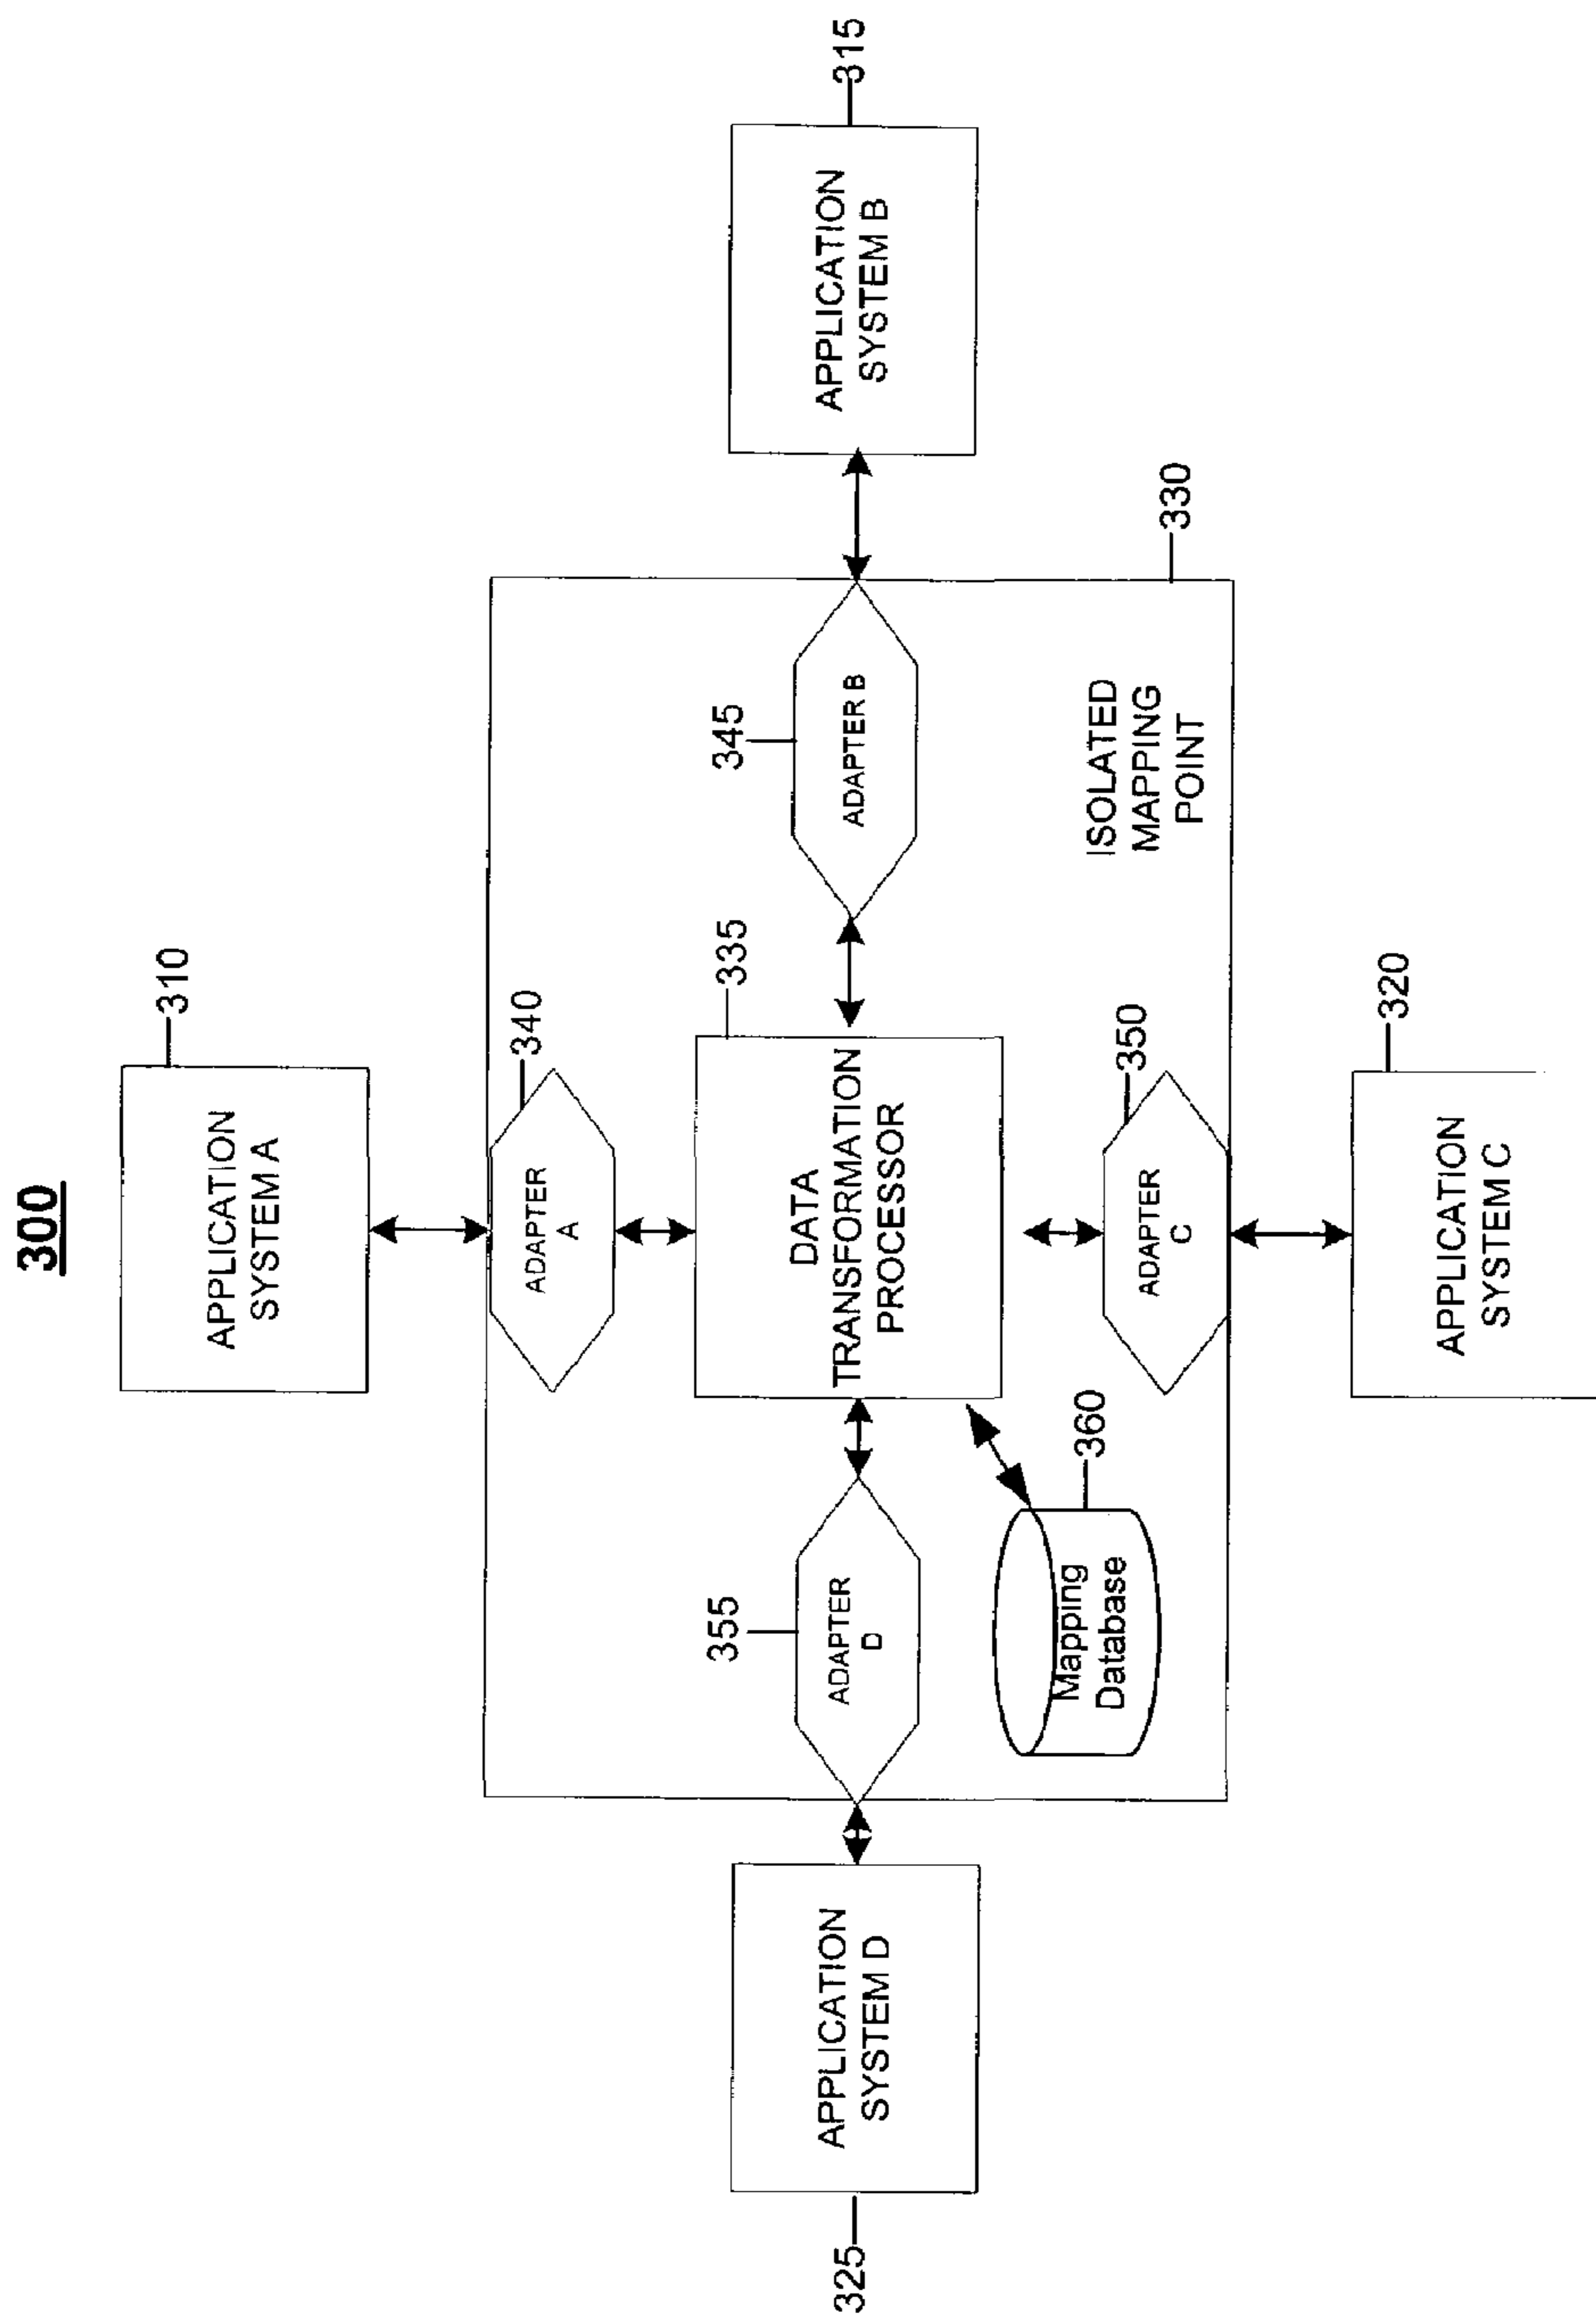 300
310
APPLICATION
SYSTEM A
340
ADAPTER
A
325
APPLICATION
SYSTEM D
355
ADAPTER
D
335
DATA
TRANSFORMATION
PROCESSOR
345
ADAPTER B
315
APPLICATION
SYSTEM B
360
Mapping
Database
350
ADAPTER
C
ISOLATED
MAPPING
POINT
330
320
APPLICATION
SYSTEM C